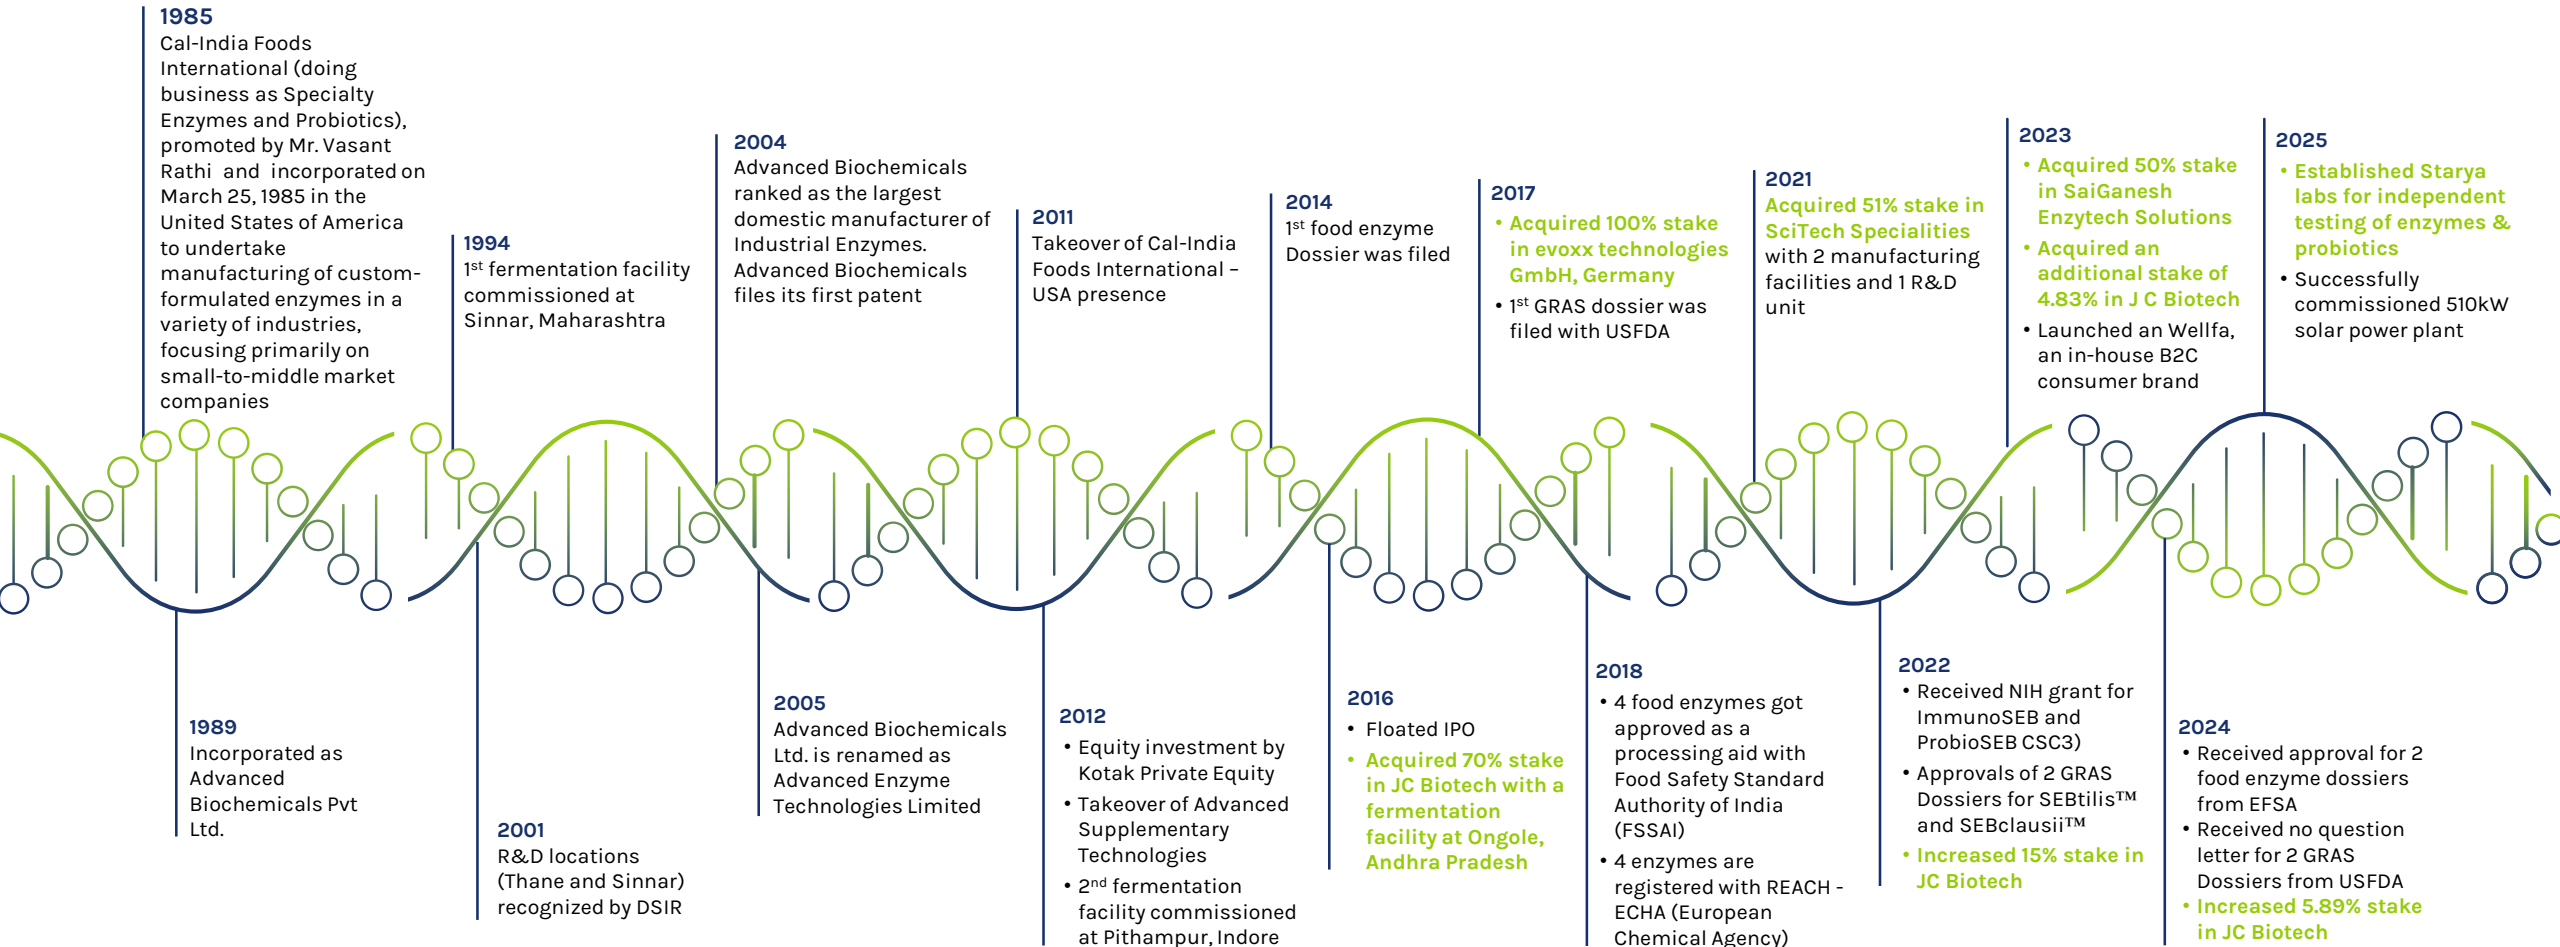 1985
Cal-India Foods
International (doing
business as Specialty
Enzymes and Probiotics),
promoted by Mr. Vasant
Rathi and incorporated on
March 25, 1985 in the
United States of America
to undertake
manufacturing of custom-
formulated enzymes in a
variety of industries,
focusing primarily on
small-to-middle market
companies
1989
Incorporated as
Advanced
Biochemicals Pvt
Ltd.
1994
1st fermentation facility
commissioned at
Sinnar, Maharashtra
2001
R&D locations
(Thane and Sinnar)
recognized by DSIR
2004
Advanced Biochemicals
ranked as the largest
domestic manufacturer of
Industrial Enzymes.
Advanced Biochemicals
files its first patent
2005
Advanced Biochemicals
Ltd. is renamed as
Advanced Enzyme
Technologies Limited
2011
Takeover of Cal-India
Foods International –
USA presence
2012
• Equity investment by
Kotak Private Equity
• Takeover of Advanced
Supplementary
Technologies
• 2nd fermentation
facility commissioned
at Pithampur, Indore
2014
1st food enzyme
Dossier was filed
2016
• Floated IPO
• Acquired 70% stake
in JC Biotech with a
fermentation
facility at Ongole,
Andhra Pradesh
2017
• Acquired 100% stake
in evoxx technologies
GmbH, Germany
• 1st GRAS dossier was
filed with USFDA
2018
• 4 food enzymes got
approved as a
processing aid with
Food Safety Standard
Authority of India
(FSSAI)
• 4 enzymes are
registered with REACH -
ECHA (European
Chemical Agency)
2021
Acquired 51% stake in
SciTech Specialities
with 2 manufacturing
facilities and 1 R&D
unit
2022
• Received NIH grant for
ImmunoSEB and
ProbioSEB CSC3)
• Approvals of 2 GRAS
Dossiers for SEBtilis™
and SEBclausii™
• Increased 15% stake in
JC Biotech
2023
• Acquired 50% stake
in SaiGanesh
Enzytech Solutions
• Acquired an
additional stake of
4.83% in J C Biotech
• Launched an Wellfa,
an in-house B2C
consumer brand
2024
• Received approval for 2
food enzyme dossiers
from EFSA
• Received no question
letter for 2 GRAS
Dossiers from USFDA
• Increased 5.89% stake
in JC Biotech
2025
• Established Starya
labs for independent
testing of enzymes &
probiotics
• Successfully
commissioned 510kW
solar power plant